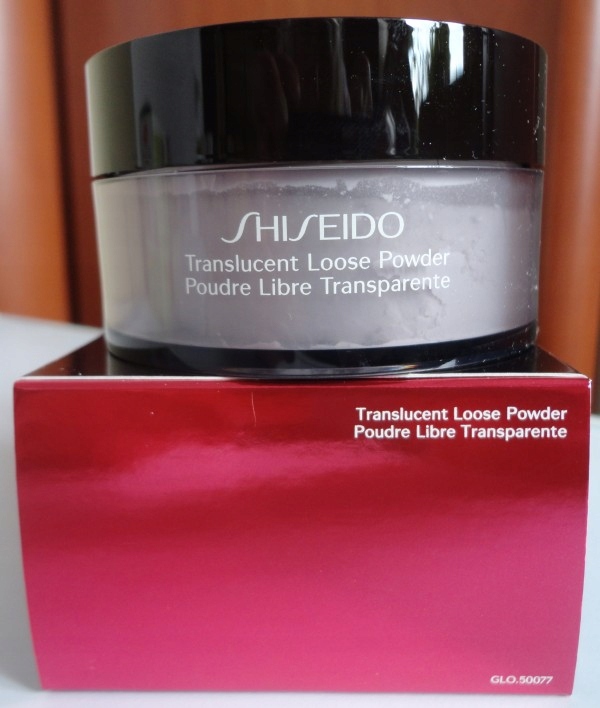 SHISEIDO
Translucent Loose Powder
Poudre Libre Transparente
Translucent Loose Powder
Poudre Libre Transparente
GLO.50077